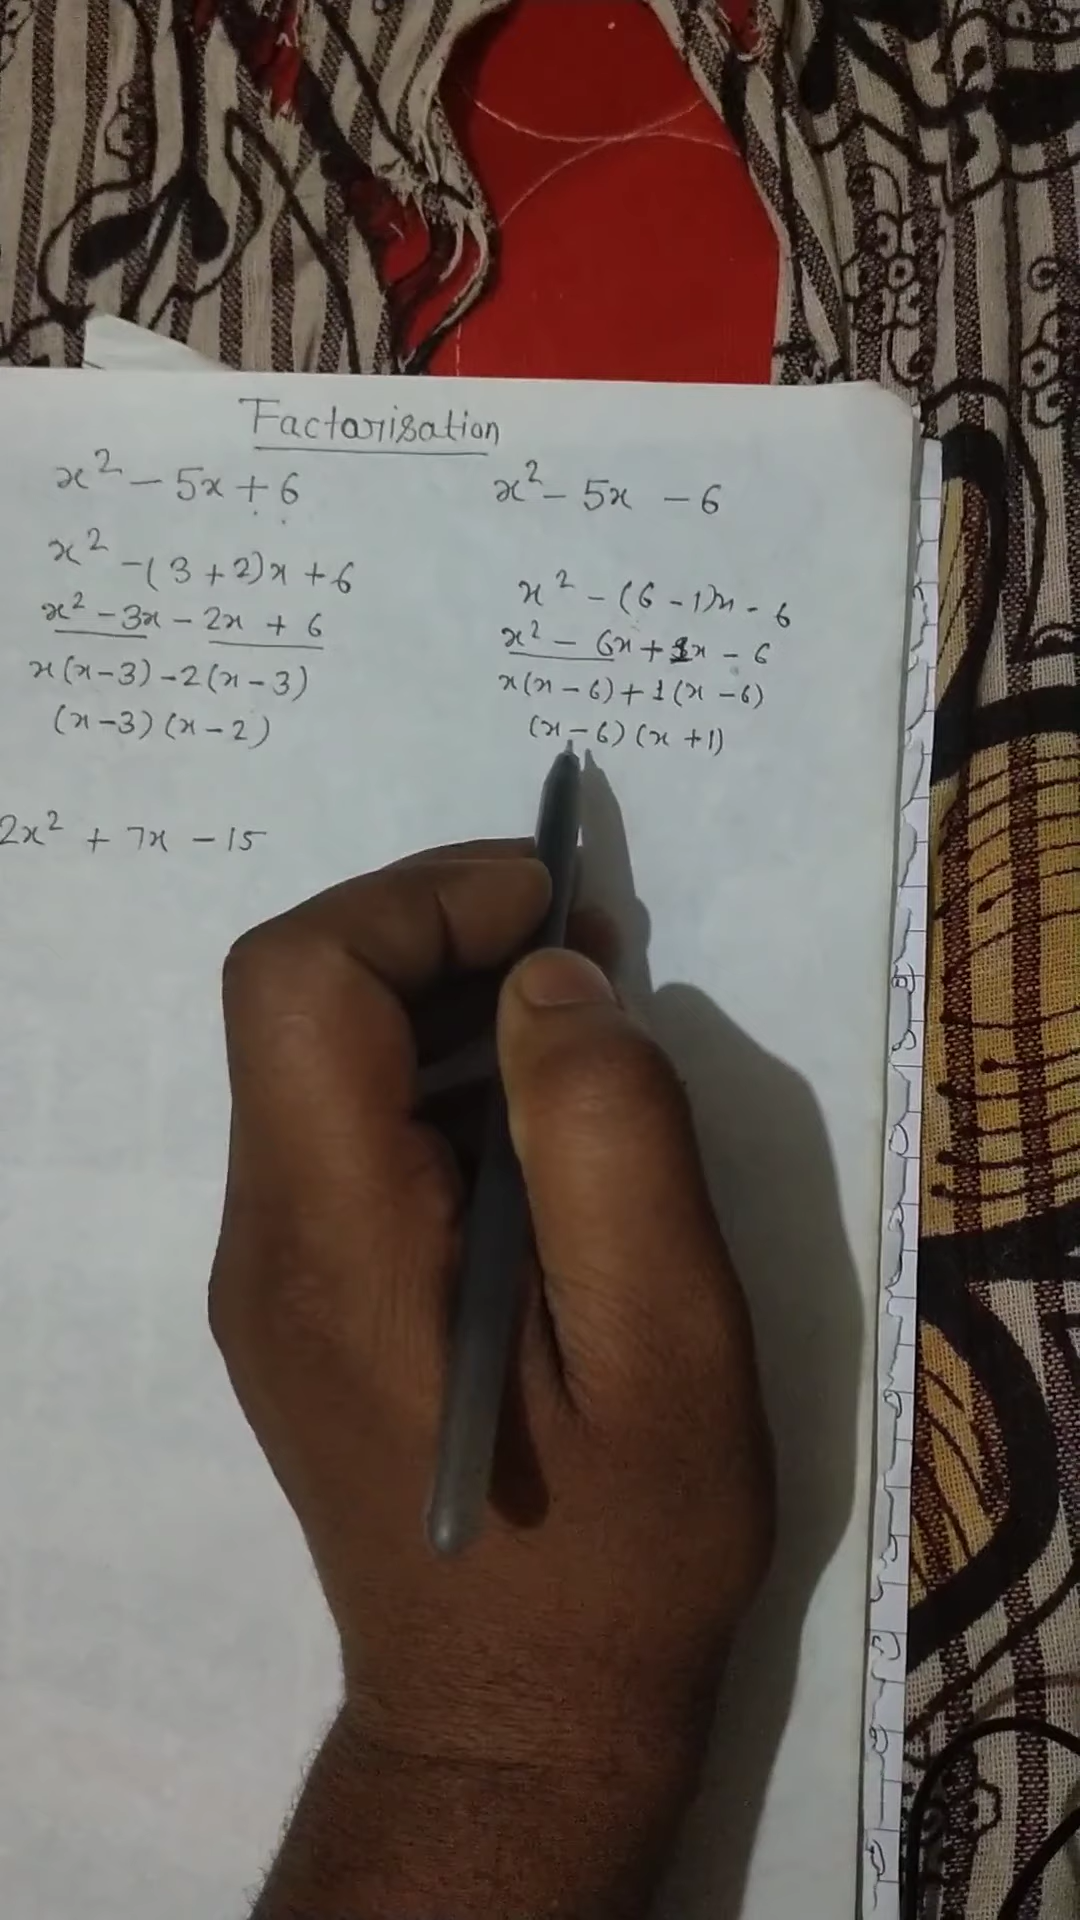 Factarisation
x² - 5x + 6
x² - (3 + 2)x + 6
x² - 3x - 2x + 6
x(x - 3) - 2(x - 3)
(x - 3) (x - 2)
x² - 5x - 6
x² - (6 - 1)x - 6
x² - 6x + 1x - 6
x(x - 6) + 1(x - 6)
(x - 6) (x + 1)
2x² + 7x - 15